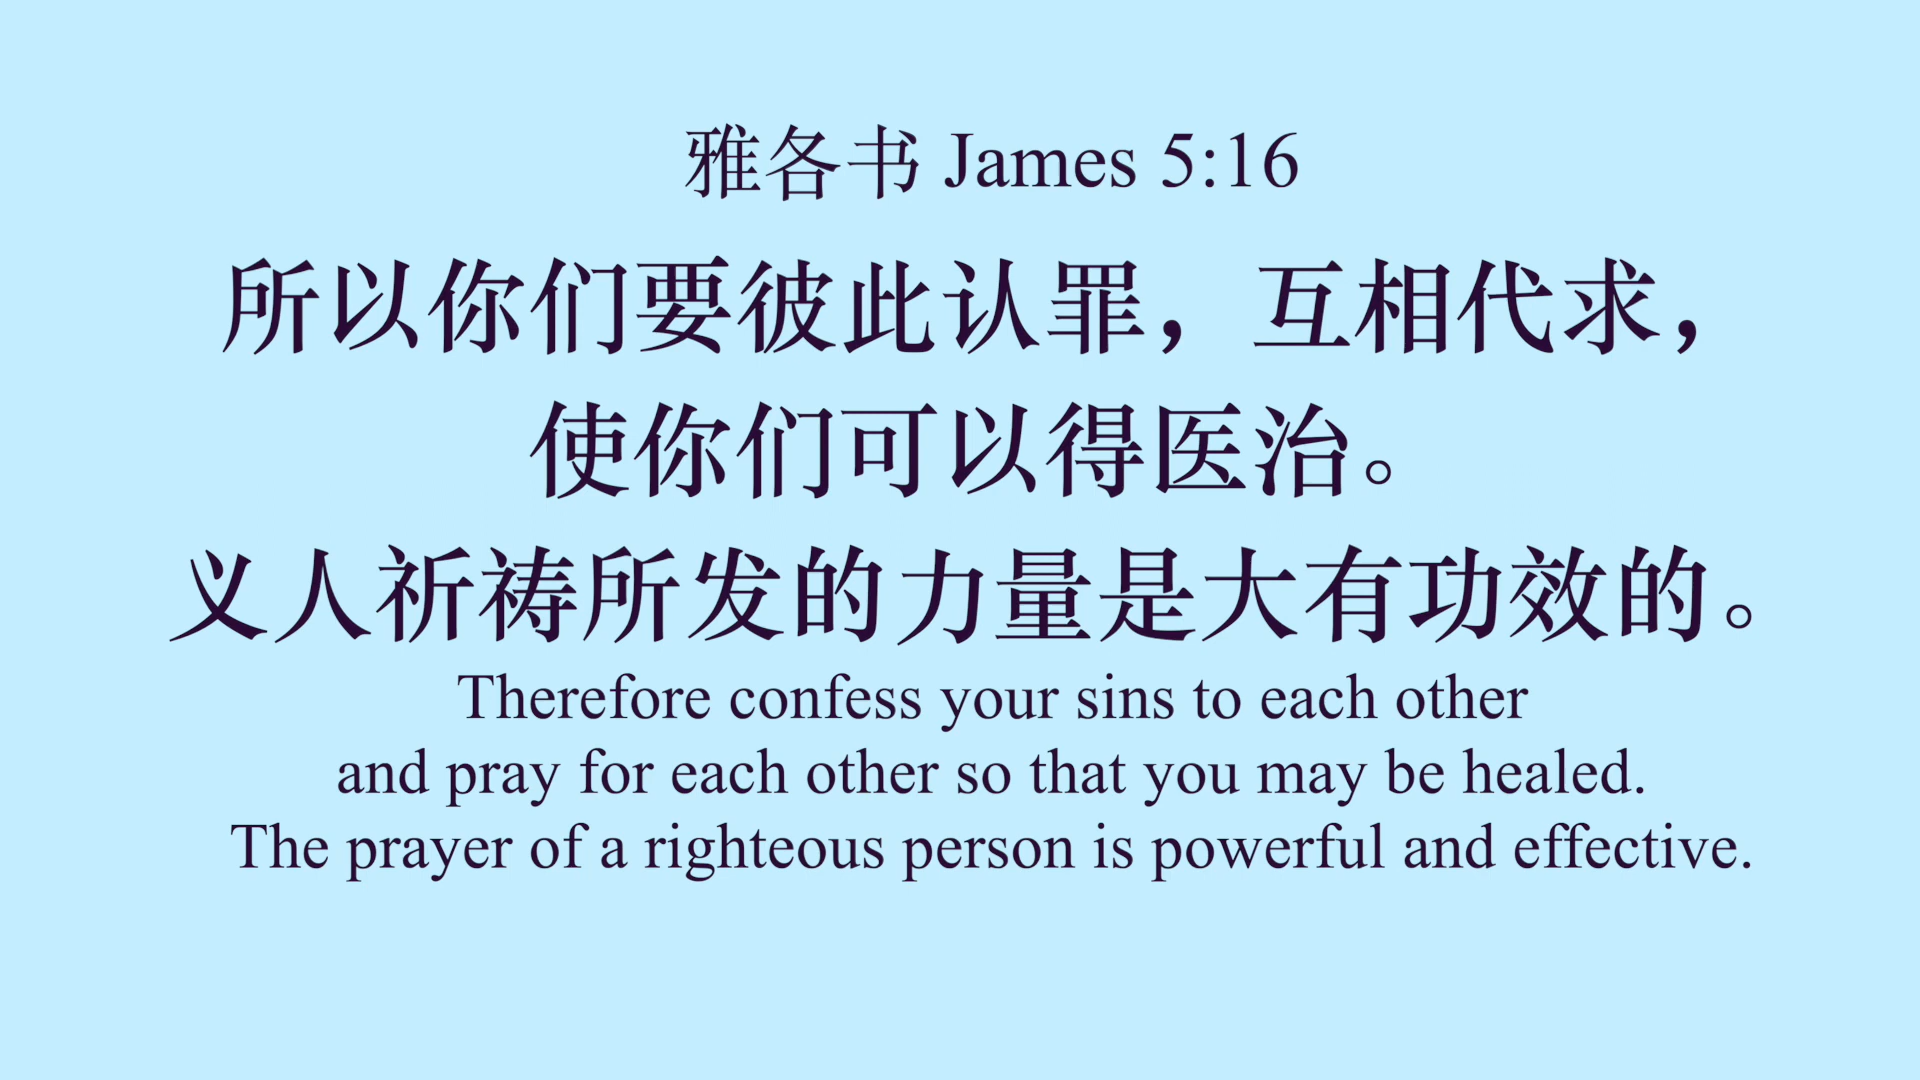 雅各书 James 5:16
所以你们要彼此认罪，互相代求，
使你们可以得医治。
义人祈祷所发的力量是大有功效的。
Therefore confess your sins to each other
and pray for each other so that you may be healed.
The prayer of a righteous person is powerful and effective.